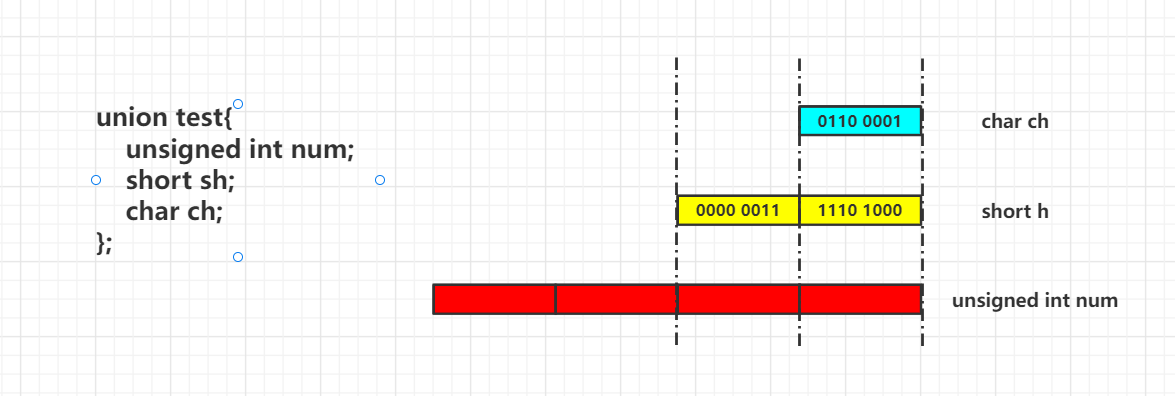 union test{
unsigned int num;
short sh;
char ch;
};
0110 0001 char ch
0000 0011 1110 1000 short h
unsigned int num